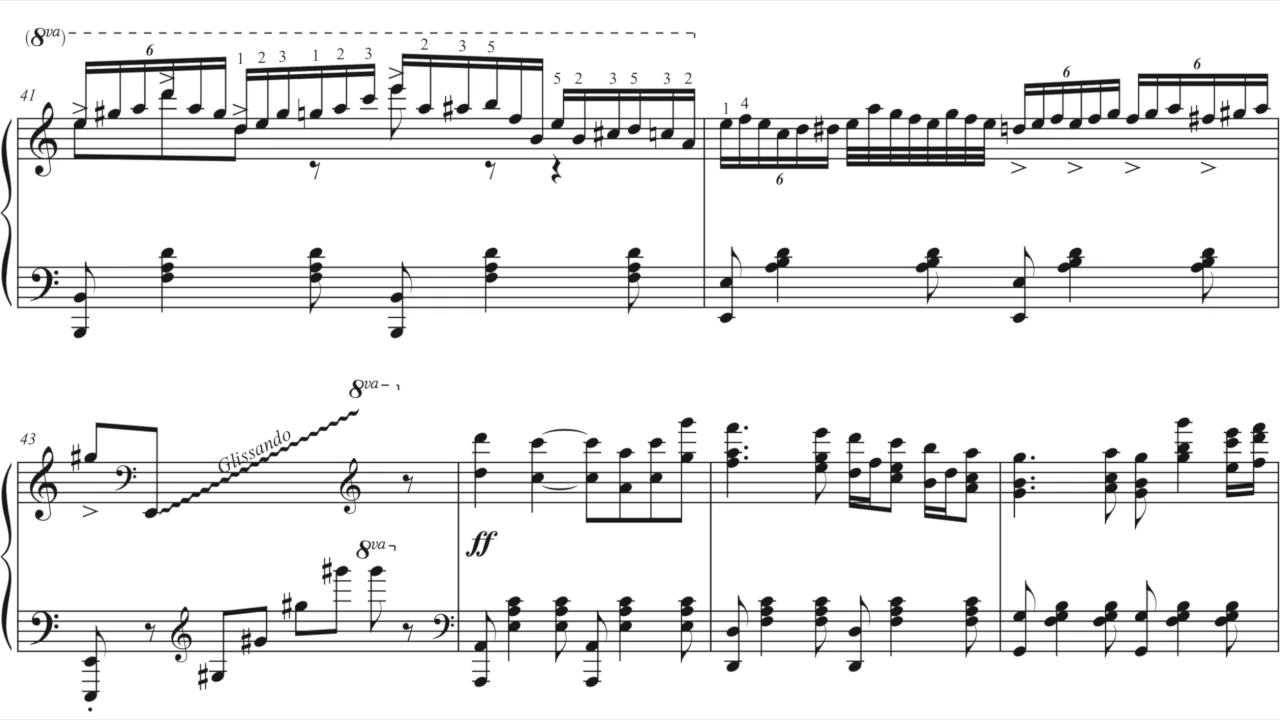 (8va)
6
1 2 3 1 2 3 2 3 5 5 2 3 5 3 2
41
1 4 6 6 6
8va
43
Glissando
ff
8va